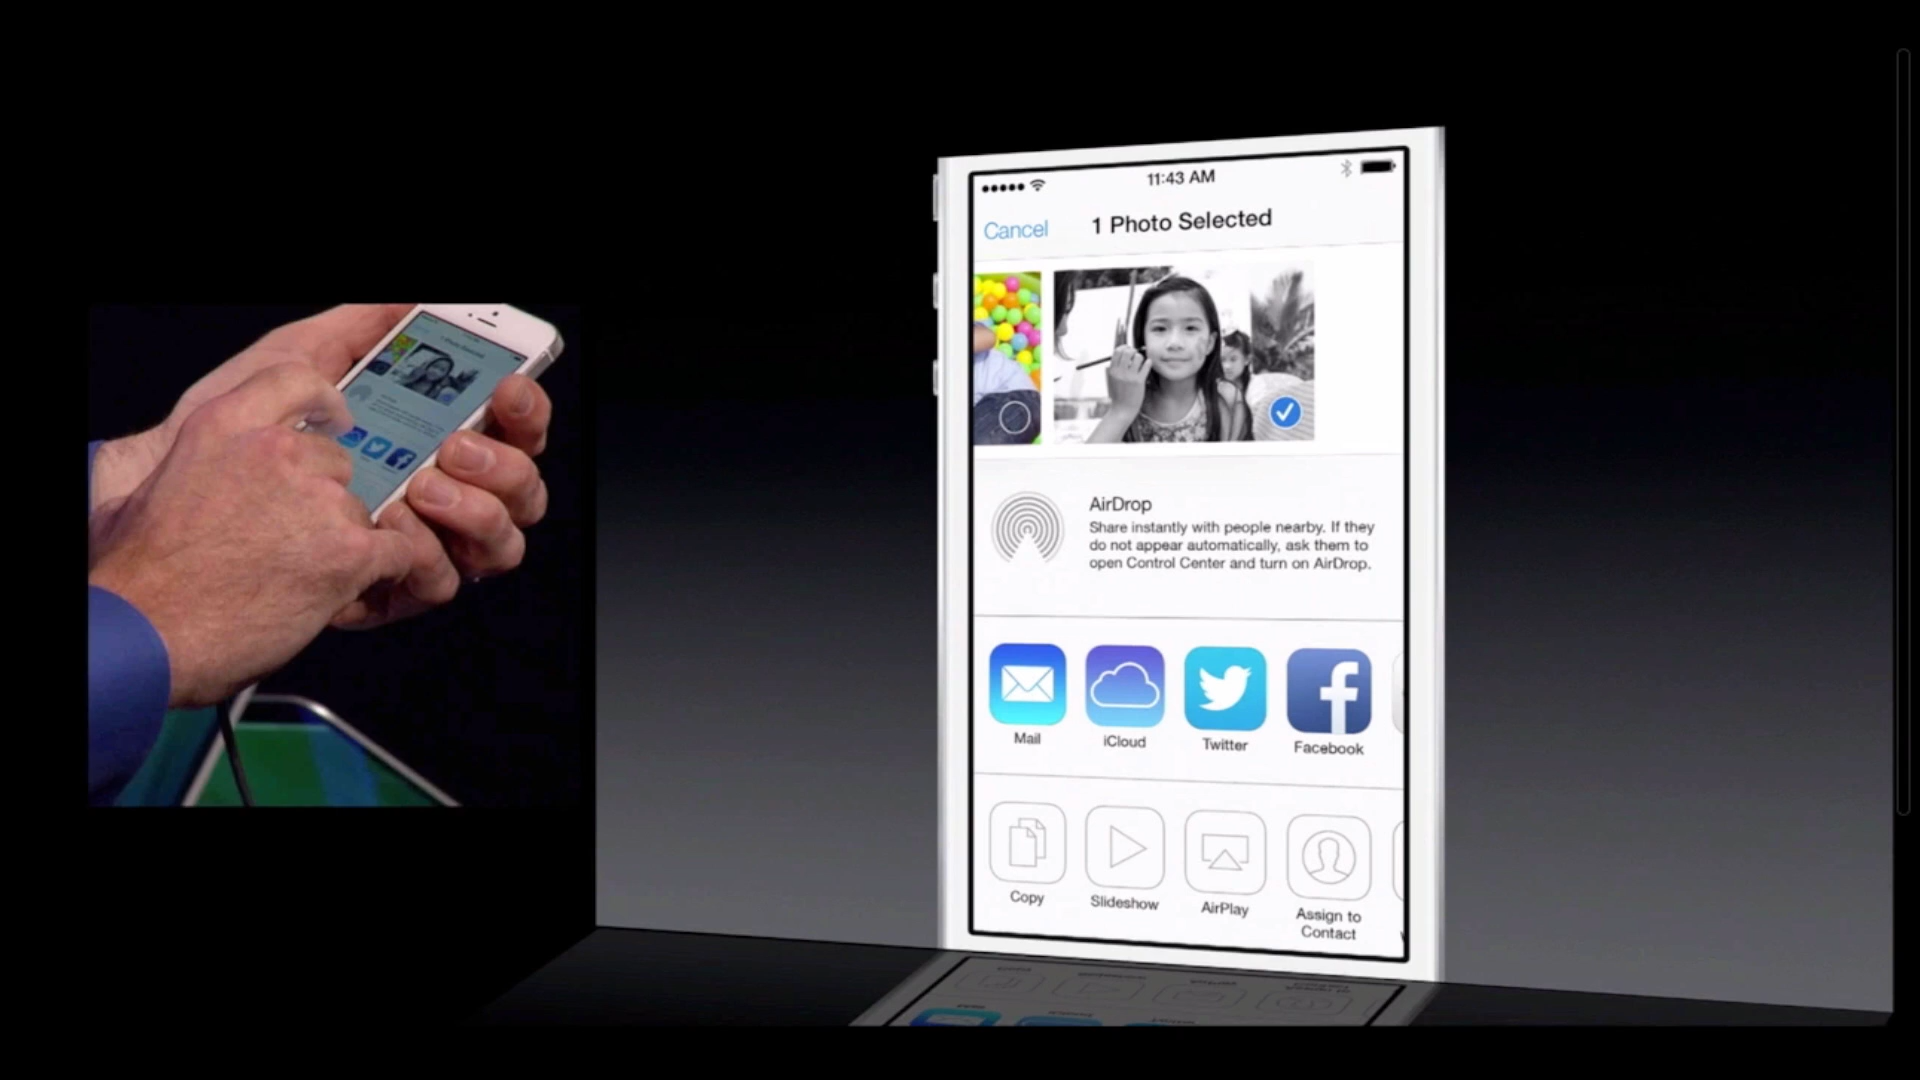 11:43 AM
Cancel
1 Photo Selected
AirDrop
Share instantly with people nearby. If they
do not appear automatically, ask them to
open Control Center and turn on AirDrop.
Mail
iCloud
Twitter
Facebook
Copy
Slideshow
AirPlay
Assign to
Contact